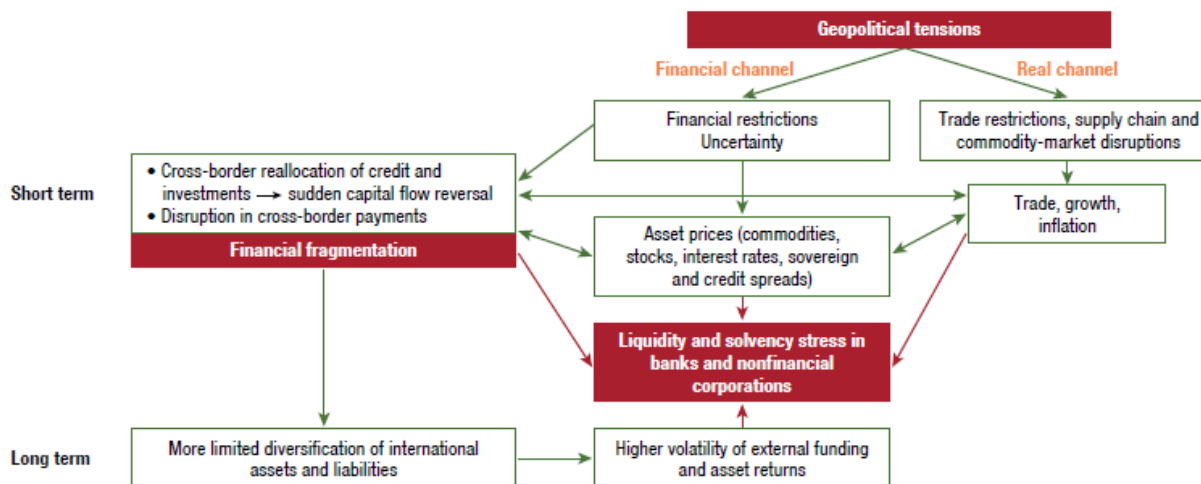 Geopolitical tensions
Financial channel
Real channel
Financial restrictions
Uncertainty
Trade restrictions, supply chain and
commodity-market disruptions
Short term
• Cross-border reallocation of credit and
investments → sudden capital flow reversal
• Disruption in cross-border payments
Financial fragmentation
Asset prices (commodities,
stocks, interest rates, sovereign
and credit spreads)
Trade, growth,
inflation
Liquidity and solvency stress in
banks and nonfinancial
corporations
Long term
More limited diversification of international
assets and liabilities
Higher volatility of external funding
and asset returns